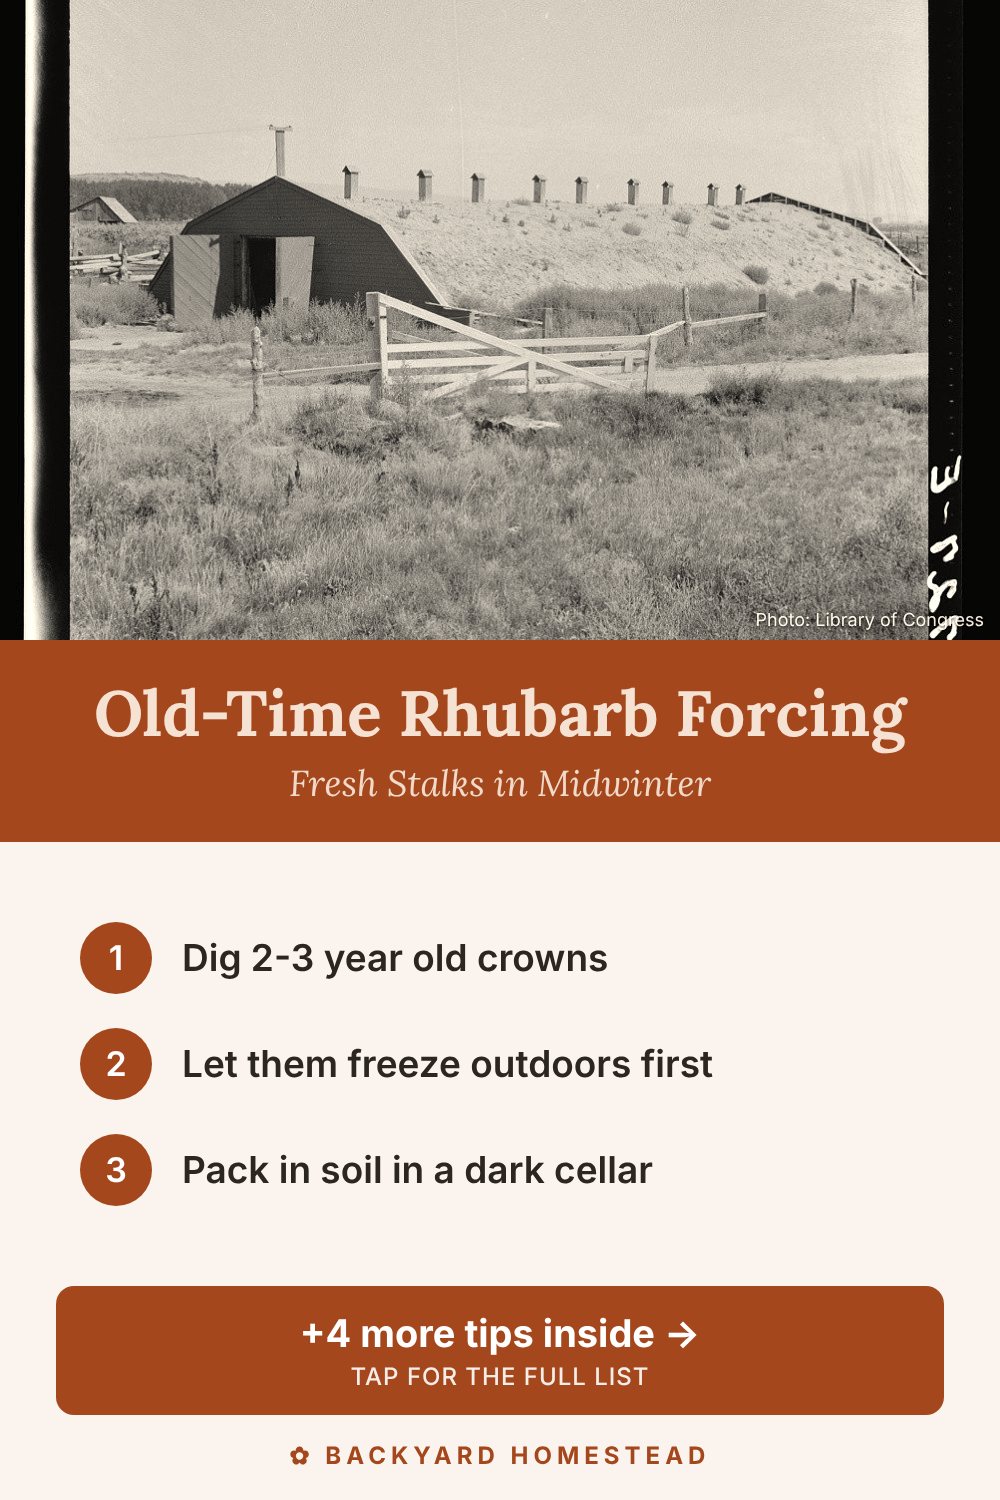 Photo: Library of Congress
Old-Time Rhubarb Forcing
Fresh Stalks in Midwinter
1 Dig 2-3 year old crowns
2 Let them freeze outdoors first
3 Pack in soil in a dark cellar
+4 more tips inside →
TAP FOR THE FULL LIST
✿ BACKYARD HOMESTEAD